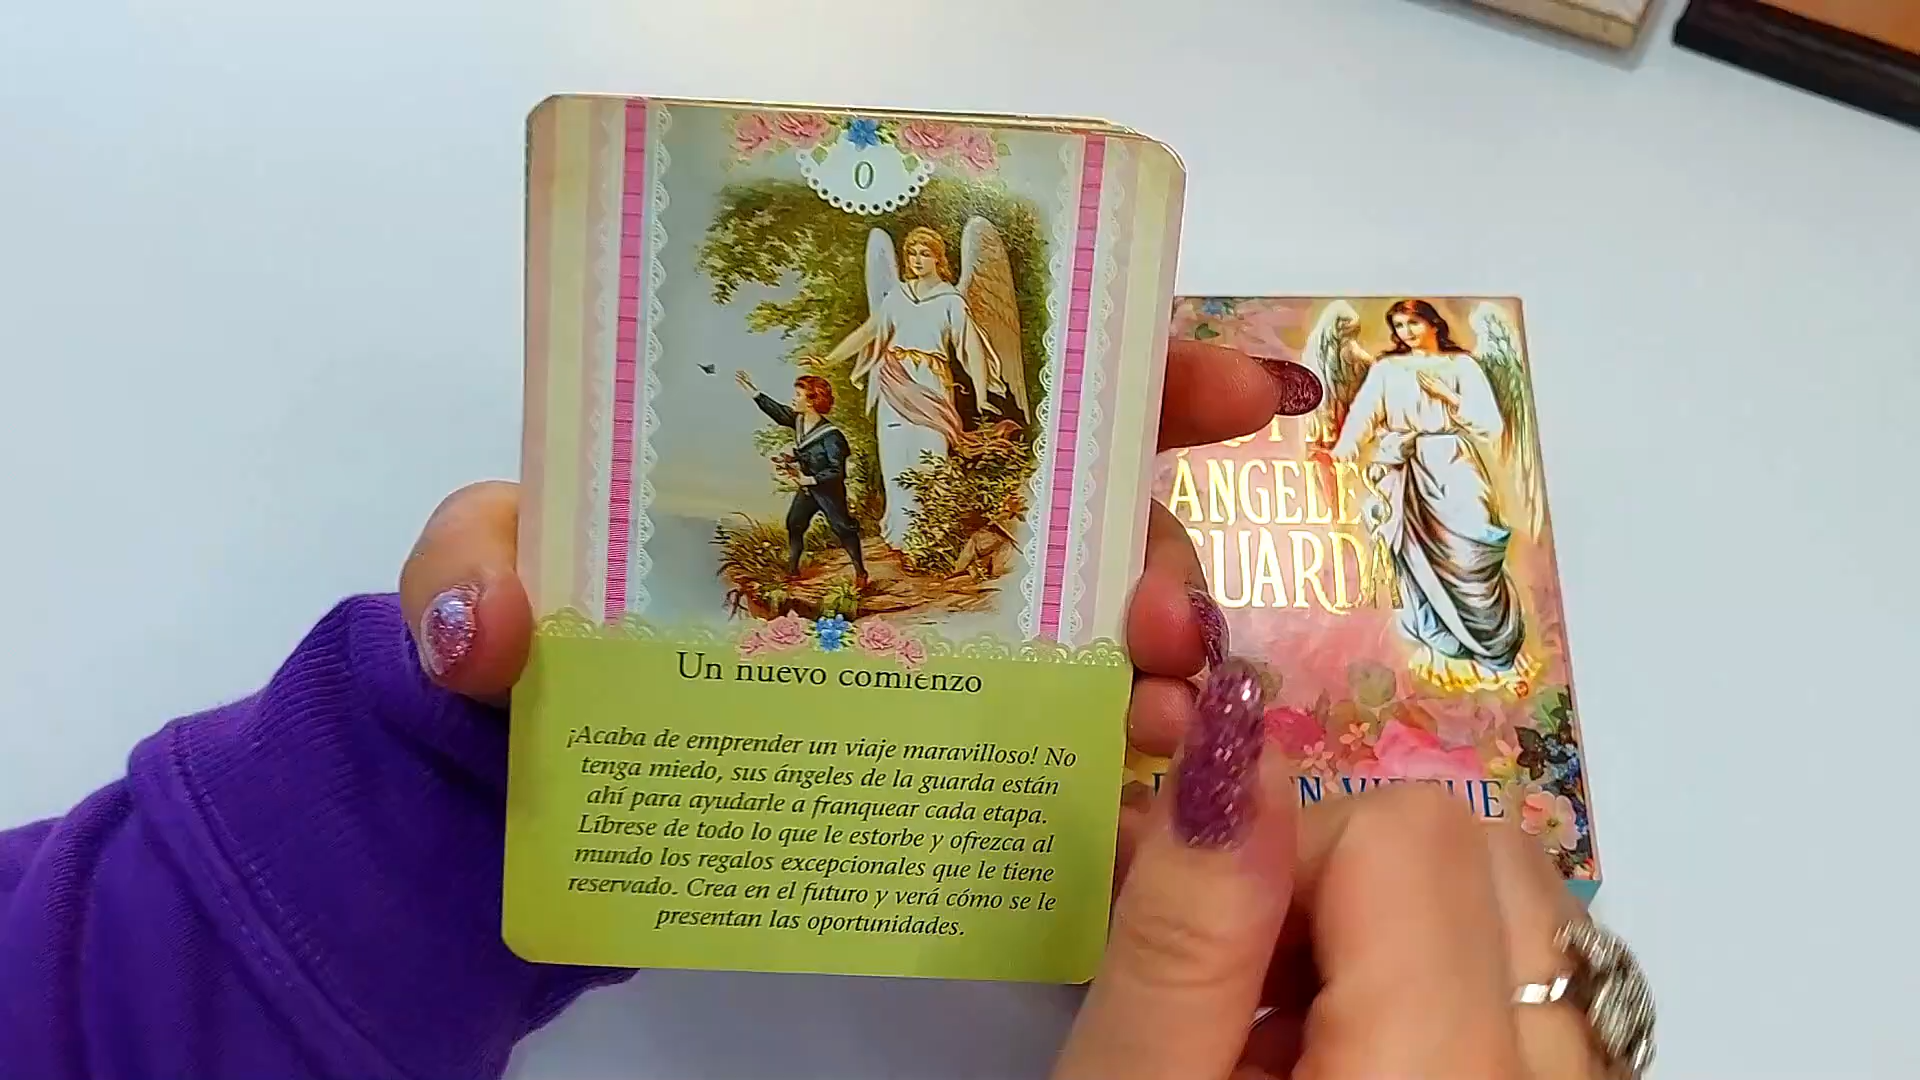 0
Un nuevo comienzo
¡Acaba de emprender un viaje maravilloso! No
tenga miedo, sus ángeles de la guarda están
ahí para ayudarle a franquear cada etapa.
Líbrese de todo lo que le estorbe y ofrezca al
mundo los regalos excepcionales que le tiene
reservado. Crea en el futuro y verá cómo se le
presentan las oportunidades.
DE
ÁNGELES
GUARDA